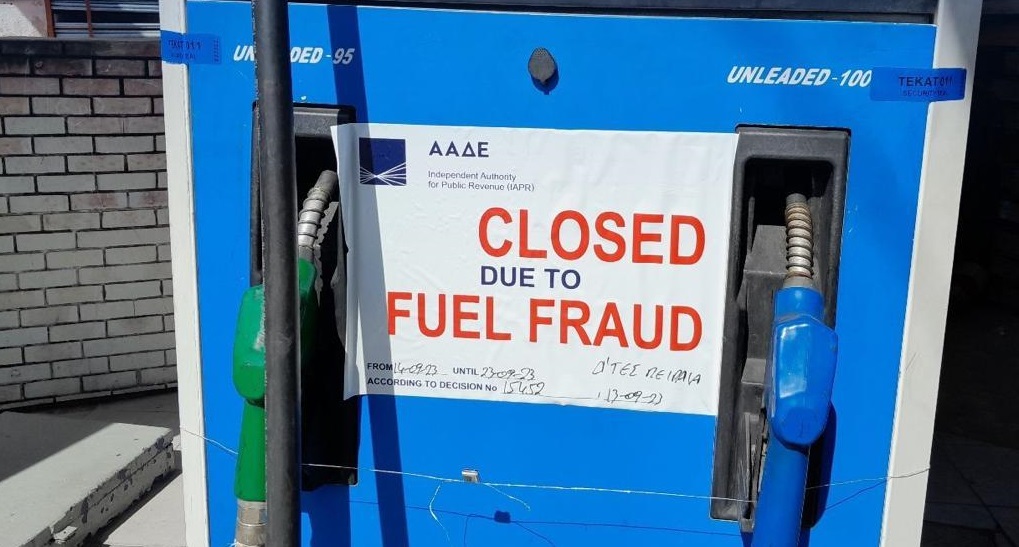 UNLEADED-95
UNLEADED-100
ΑΑΔΕ
Independent Authority
for Public Revenue (IAPR)
CLOSED
DUE TO
FUEL FRAUD
FROM 14-09-23 UNTIL 23-09-23
Δ'ΤΕΣ ΠΕΙΡΑΙΑ
ACCORDING TO DECISION No 15452, 13-09-23